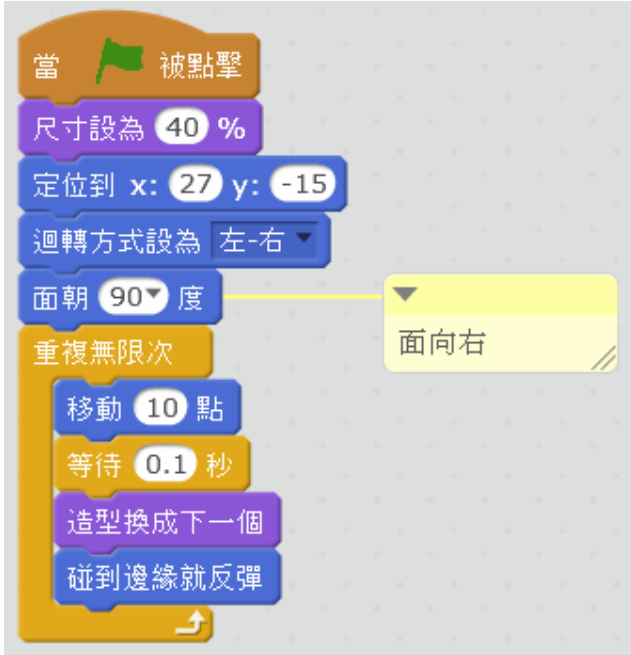 當 被點擊
尺寸設為 40 %
定位到 x: 27 y: -15
迴轉方式設為 左-右
面朝 90 度
面向右
重複無限次
移動 10 點
等待 0.1 秒
造型換成下一個
碰到邊緣就反彈